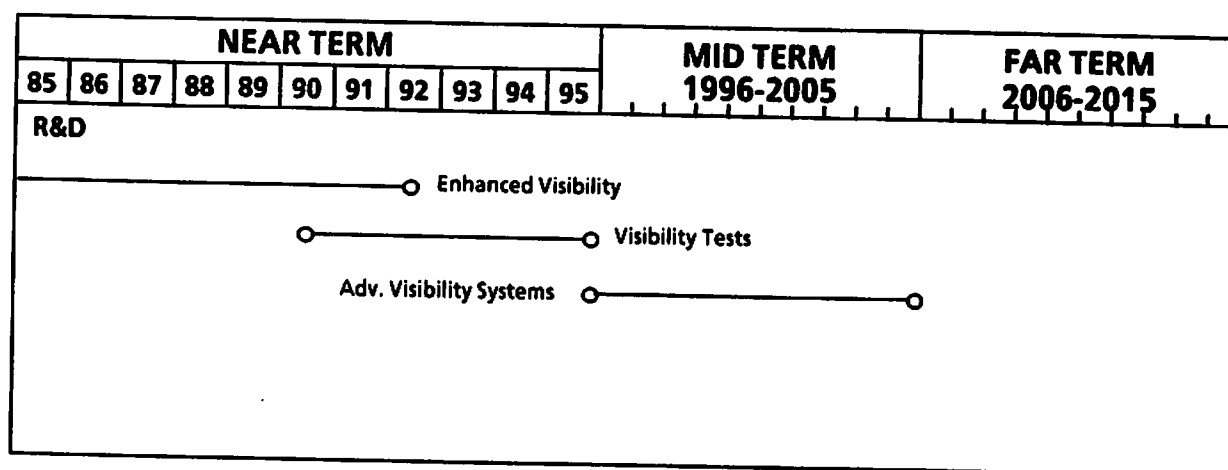 NEAR TERM
MID TERM
FAR TERM
85 86 87 88 89 90 91 92 93 94 95
1996-2005
2006-2015
R&D
Enhanced Visibility
Visibility Tests
Adv. Visibility Systems